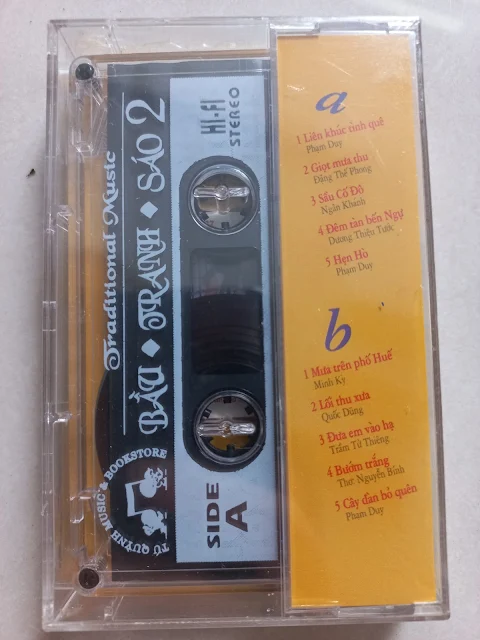 Traditional Music
BẦU ◆ TRANH ◆ SÁO 2
HI-FI
STEREO
TÚ QUỲNH MUSIC & BOOKSTORE
SIDE
A
a
1 Liên khúc tình quê
Phạm Duy
2 Giọt mưa thu
Đặng Thế Phong
3 Sầu Cố Đô
Ngân Khánh
4 Đêm tàn bến Ngự
Dương Thiệu Tước
5 Hẹn Hò
Phạm Duy
b
1 Mưa trên phố Huế
Minh Kỳ
2 Lối thu xưa
Quốc Dũng
3 Đưa em vào hạ
Trầm Tử Thiêng
4 Bướm trắng
Thơ: Nguyễn Bính
5 Cây đàn bỏ quên
Phạm Duy